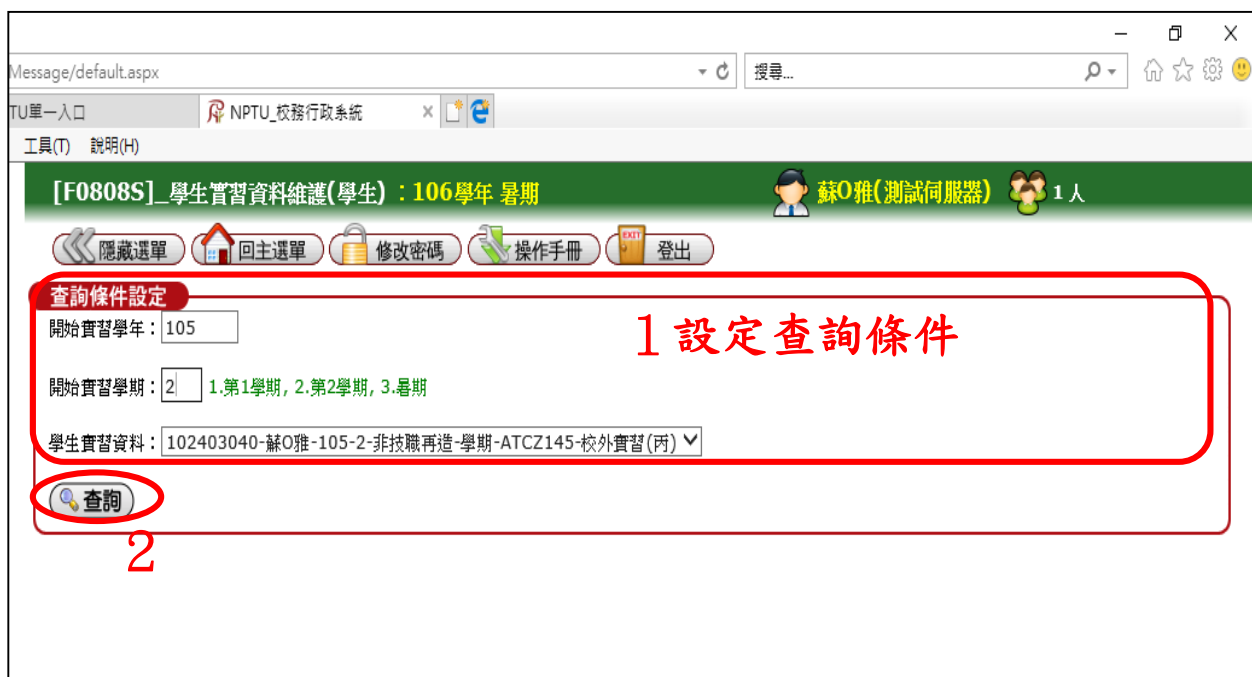 Message/default.aspx
搜尋...
TU單一入口
NPTU_校務行政系統
工具(T) 說明(H)
[F0808S]_學生實習資料維護(學生)：106學年 暑期
蘇O雅(測試伺服器)
1 人
隱藏選單
回主選單
修改密碼
操作手冊
EXIT
登出
查詢條件設定
開始實習學年：105
1 設定查詢條件
開始實習學期：2 1.第1學期, 2.第2學期, 3.暑期
學生實習資料：102403040-蘇O雅-105-2-非技職再造-學期-ATCZ145-校外實習(丙)
查詢
2